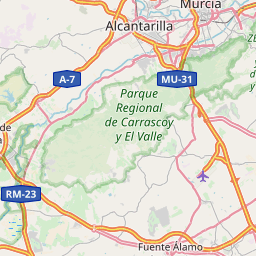 Murcia
Alcantarilla
A-7
MU-31
Parque
Regional
de Carrascoy
y El Valle
de
RM-23
Fuente Álamo